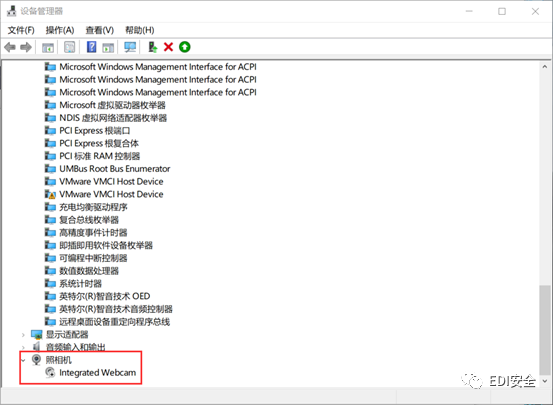 设备管理器
文件(F) 操作(A) 查看(V) 帮助(H)
Microsoft Windows Management Interface for ACPI
Microsoft Windows Management Interface for ACPI
Microsoft Windows Management Interface for ACPI
Microsoft 虚拟驱动器枚举器
NDIS 虚拟网络适配器枚举器
PCI Express 根端口
PCI Express 根复合体
PCI 标准 RAM 控制器
UMBus Root Bus Enumerator
VMware VMCI Host Device
VMware VMCI Host Device
充电均衡驱动程序
复合总线枚举器
高精度事件计时器
即插即用软件设备枚举器
可编程中断控制器
数值数据处理器
系统计时器
英特尔(R)智音技术 OED
英特尔(R)智音技术音频控制器
远程桌面设备重定向程序总线
显示适配器
音频输入和输出
照相机
Integrated Webcam
EDI安全